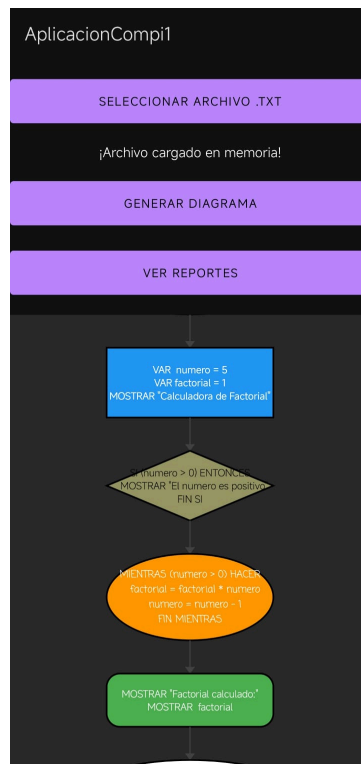 AplicacionCompi1
SELECCIONAR ARCHIVO .TXT
¡Archivo cargado en memoria!
GENERAR DIAGRAMA
VER REPORTES
VAR numero = 5
VAR factorial = 1
MOSTRAR "Calculadora de Factorial"
SI (numero > 0) ENTONCES
MOSTRAR "El numero es positivo
FIN SI
MIENTRAS (numero > 0) HACER
factorial = factorial * numero
numero = numero - 1
FIN MIENTRAS
MOSTRAR "Factorial calculado:"
MOSTRAR factorial